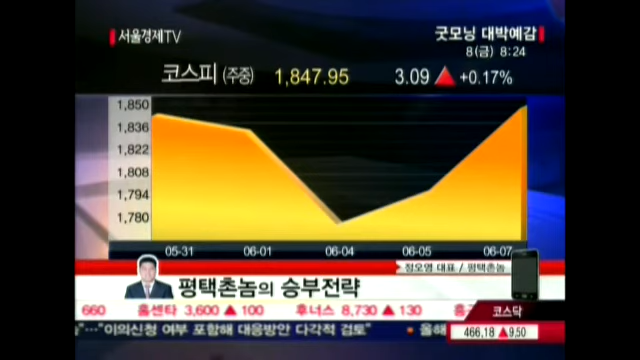 서울경제TV
굿모닝 대박예감
8(금) 8:24
코스피 (주중) 1,847.95 3.09 ▲ +0.17%
1,850
1,836
1,822
1,808
1,794
1,780
05-31 06-01 06-04 06-05 06-07
정오영 대표 / 평택촌놈
평택촌놈의 승부전략
660 홈센타 3,600 ▲ 100 휴너스 8,730 ▲ 130
코스닥
"···"이의신청 여부 포함해 대응방안 다각적 검토" 올해
466.18 ▲ 9.50